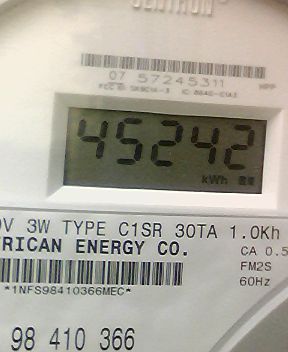 CENTRON
07 57245311
45242
kWh
0V 3W TYPE C1SR 30TA 1.0Kh
RICAN ENERGY CO.
CA 0.5
FM2S
*1NFS98410366MEC*
60Hz
98 410 366